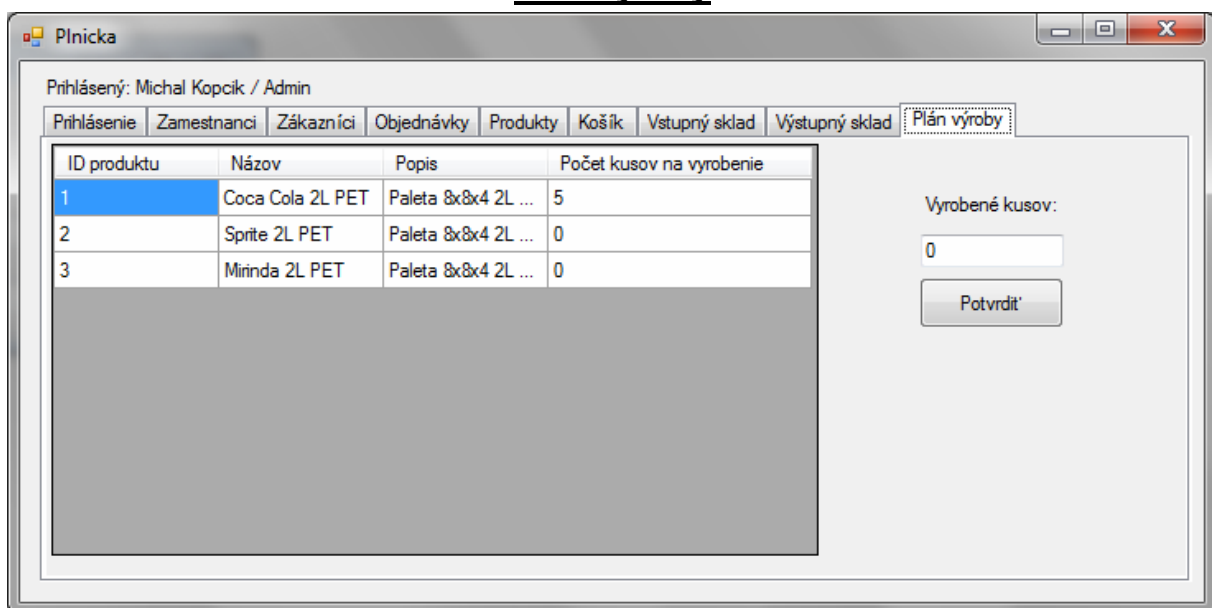 Plnicka
Prihlásený: Michal Kopcik / Admin
Prihlásenie Zamestnanci Zákazníci Objednávky Produkty Košík Vstupný sklad Výstupný sklad Plán výroby
ID produktu Názov Popis Počet kusov na vyrobenie
1 Coca Cola 2L PET Paleta 8x8x4 2L ... 5
2 Sprite 2L PET Paleta 8x8x4 2L ... 0
3 Mirinda 2L PET Paleta 8x8x4 2L ... 0
Vyrobené kusov:
0
Potvrdiť